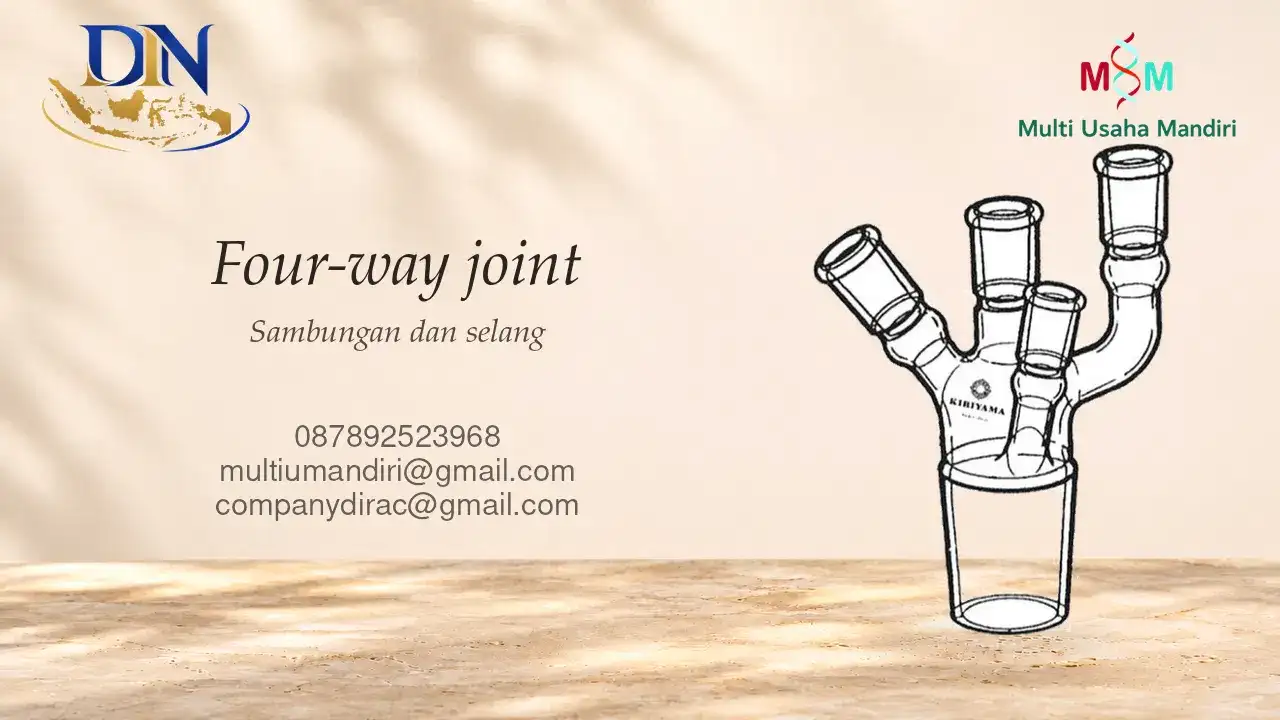 DN
M M
Multi Usaha Mandiri
Four-way joint
Sambungan dan selang
KIRIYAMA
087892523968
multiumandiri@gmail.com
companydirac@gmail.com